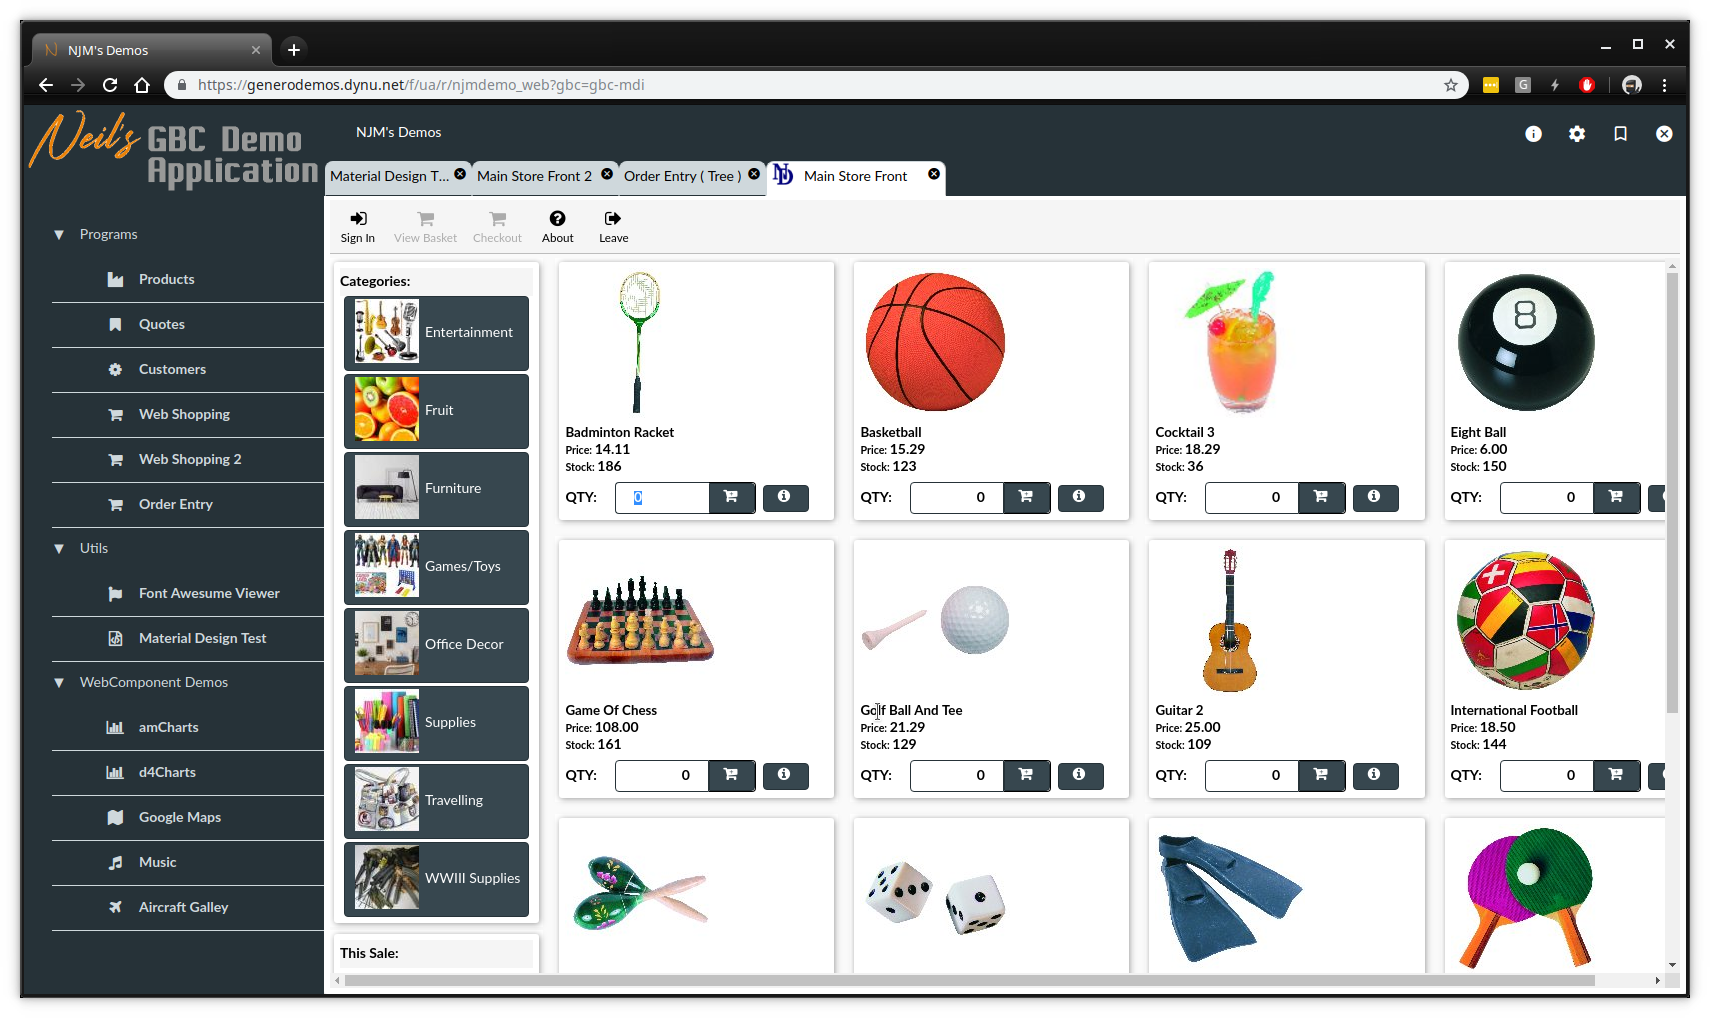 NJM's Demos
https://generodemos.dynu.net/f/ua/r/njmdemo_web?gbc=gbc-mdi
G
Neil's GBC Demo
Application
NJM's Demos
Material Design T...
Main Store Front 2
Order Entry ( Tree )
ND
Main Store Front
Sign In
View Basket
Checkout
About
Leave
Programs
Products
Quotes
Customers
Web Shopping
Web Shopping 2
Order Entry
Utils
Font Awesome Viewer
Material Design Test
WebComponent Demos
amCharts
d4Charts
Google Maps
Music
Aircraft Galley
Categories:
Entertainment
Fruit
Furniture
Games/Toys
Office Decor
Supplies
Travelling
WWIII Supplies
This Sale:
Badminton Racket
Price: 14.11
Stock: 186
QTY: 0
Basketball
Price: 15.29
Stock: 123
QTY: 0
Cocktail 3
Price: 18.29
Stock: 36
QTY: 0
8
Eight Ball
Price: 6.00
Stock: 150
QTY: 0
Game Of Chess
Price: 108.00
Stock: 161
QTY: 0
Golf Ball And Tee
Price: 21.29
Stock: 129
QTY: 0
Guitar 2
Price: 25.00
Stock: 109
QTY: 0
International Football
Price: 18.50
Stock: 144
QTY: 0